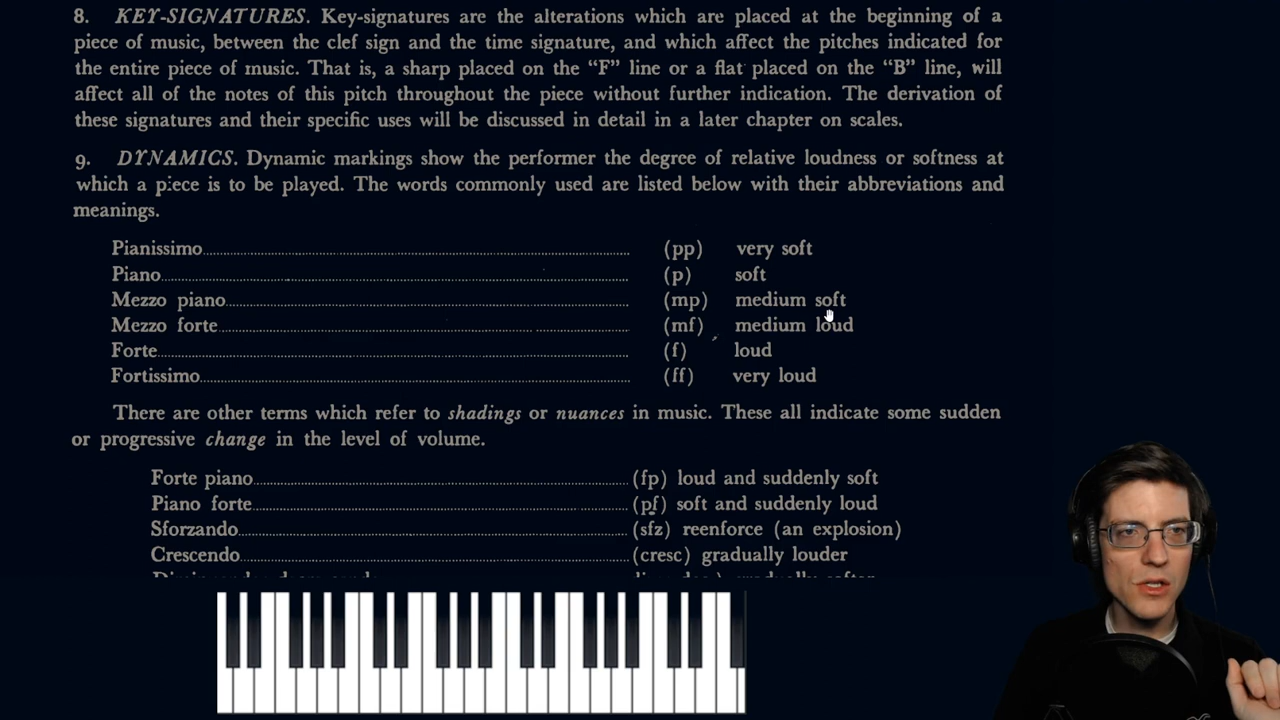 8. KEY-SIGNATURES. Key-signatures are the alterations which are placed at the beginning of a
piece of music, between the clef sign and the time signature, and which affect the pitches indicated for
the entire piece of music. That is, a sharp placed on the “F” line or a flat placed on the “B” line, will
affect all of the notes of this pitch throughout the piece without further indication. The derivation of
these signatures and their specific uses will be discussed in detail in a later chapter on scales.
9. DYNAMICS. Dynamic markings show the performer the degree of relative loudness or softness at
which a piece is to be played. The words commonly used are listed below with their abbreviations and
meanings.
Pianissimo (pp) very soft
Piano (p) soft
Mezzo piano (mp) medium soft
Mezzo forte (mf) medium loud
Forte (f) loud
Fortissimo (ff) very loud
There are other terms which refer to shadings or nuances in music. These all indicate some sudden
or progressive change in the level of volume.
Forte piano (fp) loud and suddenly soft
Piano forte (pf) soft and suddenly loud
Sforzando (sfz) reenforce (an explosion)
Crescendo (cresc) gradually louder